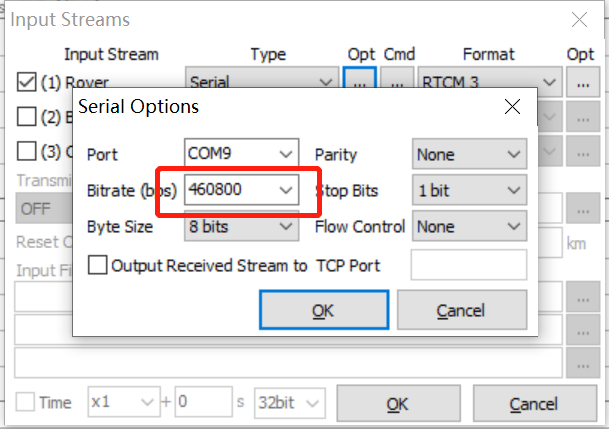 Input Streams
Input Stream Type Opt Cmd Format Opt
(1) Rover Serial ... ... RTCM 3 ...
Serial Options
(2) B
(3) C
Port COM9 Parity None
Transmi
Bitrate (bps) 460800 Stop Bits 1 bit
OFF ...
Byte Size 8 bits Flow Control None
Reset C km
Output Received Stream to TCP Port
Input Fi
...
OK Cancel
...
...
Time x1 + 0 s 32bit OK Cancel